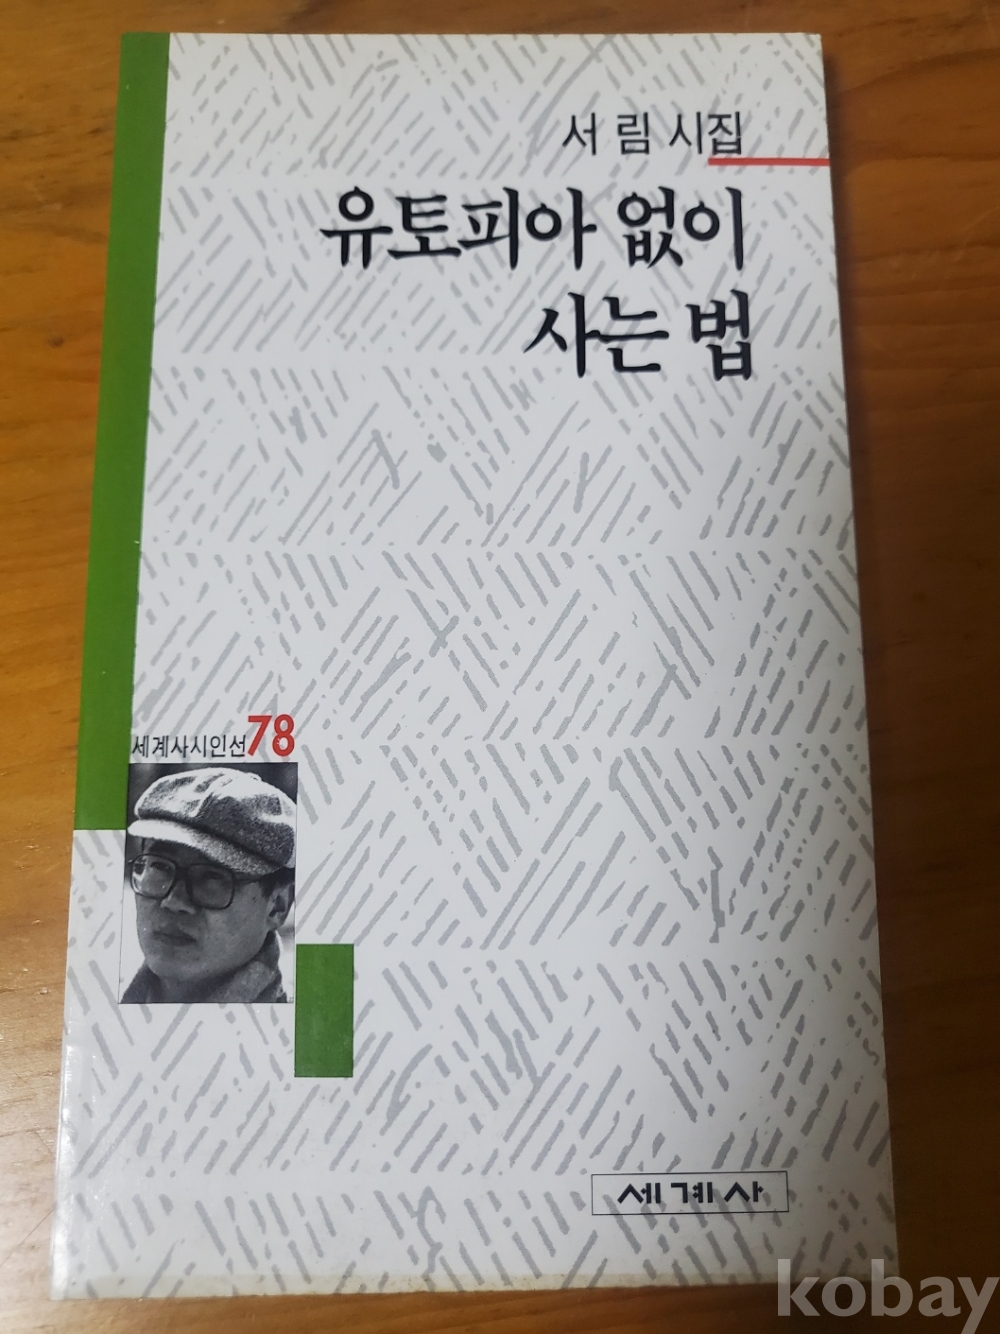 서 림 시집
유토피아 없이
사는 법
세계사시인선78
세계사
kobay